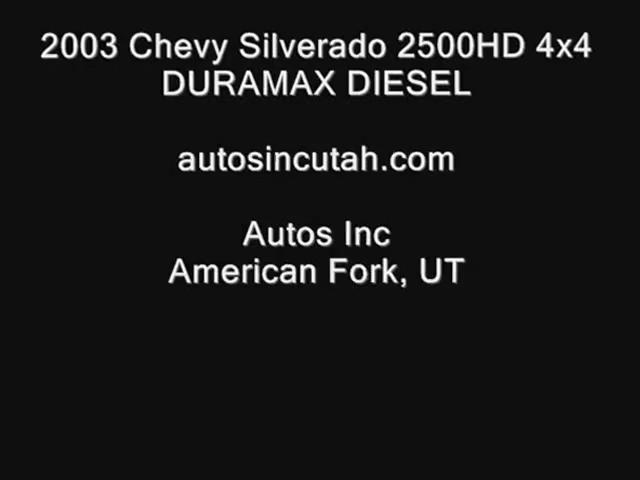 2003 Chevy Silverado 2500HD 4x4
DURAMAX DIESEL
autosincutah.com
Autos Inc
American Fork, UT